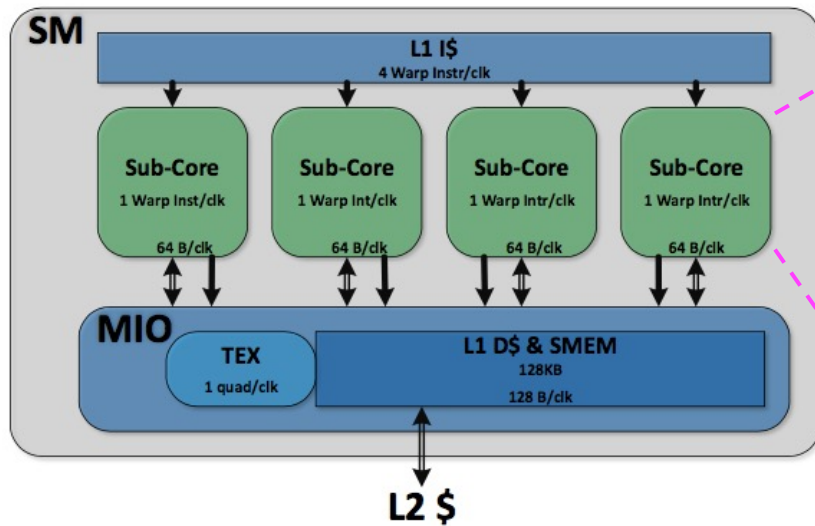 SM
L1 I$
4 Warp Instr/clk
Sub-Core
1 Warp Inst/clk
64 B/clk
Sub-Core
1 Warp Int/clk
64 B/clk
Sub-Core
1 Warp Intr/clk
64 B/clk
Sub-Core
1 Warp Intr/clk
64 B/clk
MIO
TEX
1 quad/clk
L1 D$ & SMEM
128KB
128 B/clk
L2 $